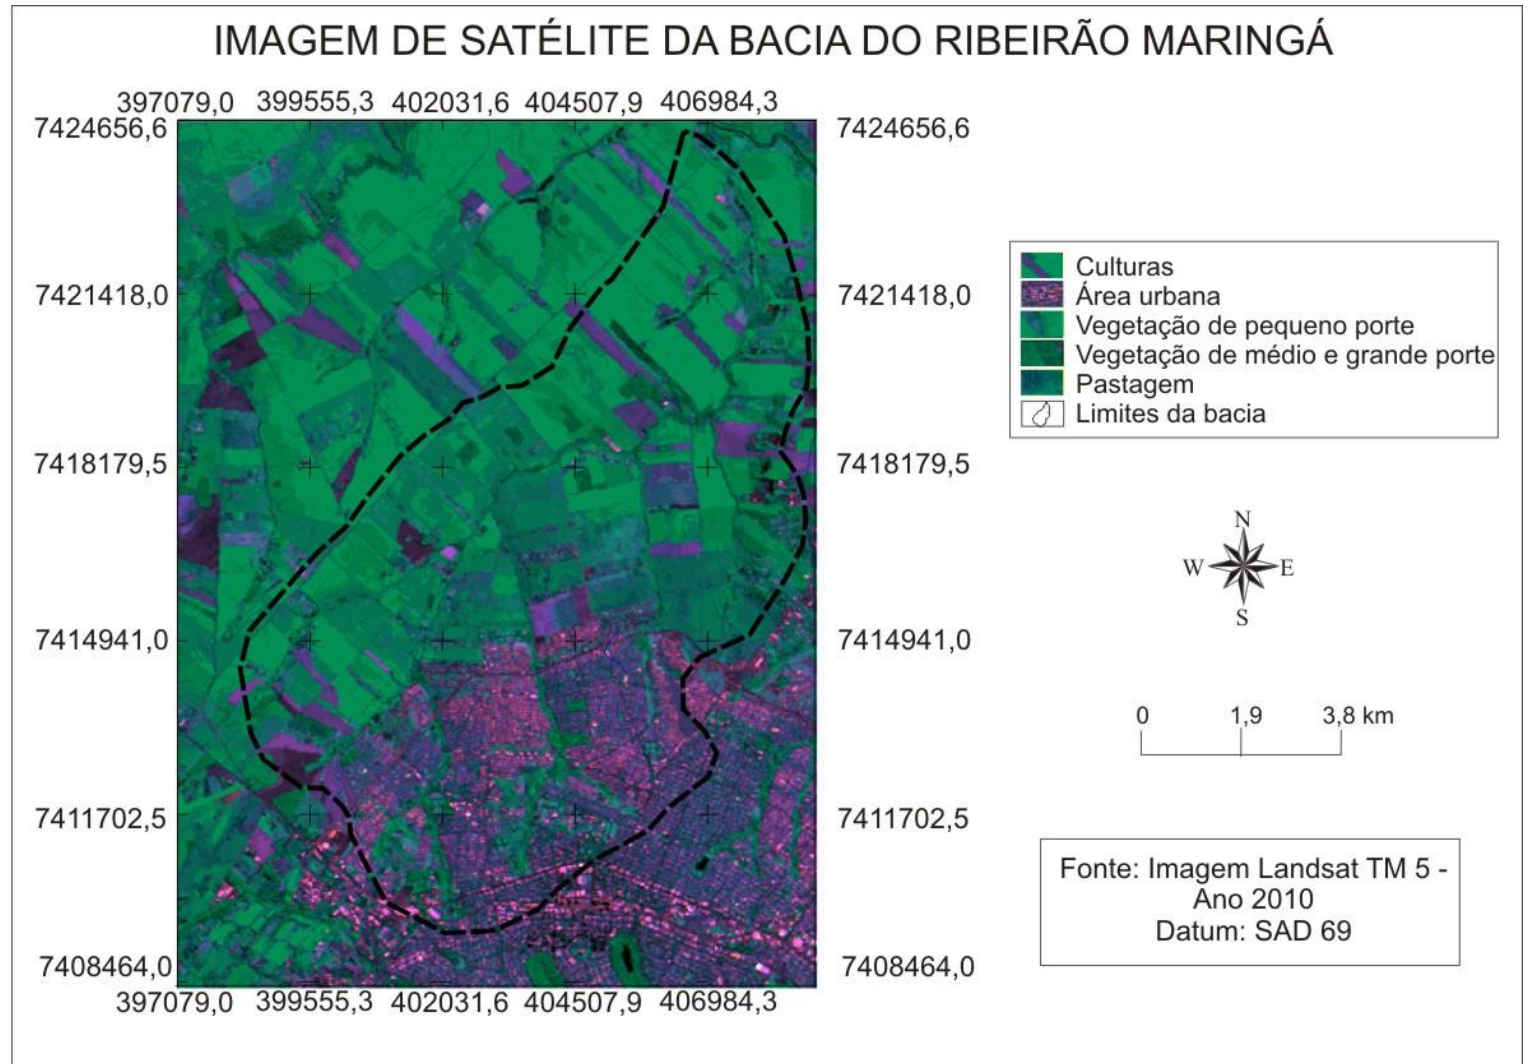 IMAGEM DE SATÉLITE DA BACIA DO RIBEIRÃO MARINGÁ
397079,0 399555,3 402031,6 404507,9 406984,3
7424656,6 7424656,6
7421418,0 7421418,0
7418179,5 7418179,5
7414941,0 7414941,0
7411702,5 7411702,5
7408464,0 7408464,0
397079,0 399555,3 402031,6 404507,9 406984,3
Culturas
Área urbana
Vegetação de pequeno porte
Vegetação de médio e grande porte
Pastagem
Limites da bacia
N
W E
S
0 1,9 3,8 km
Fonte: Imagem Landsat TM 5 -
Ano 2010
Datum: SAD 69